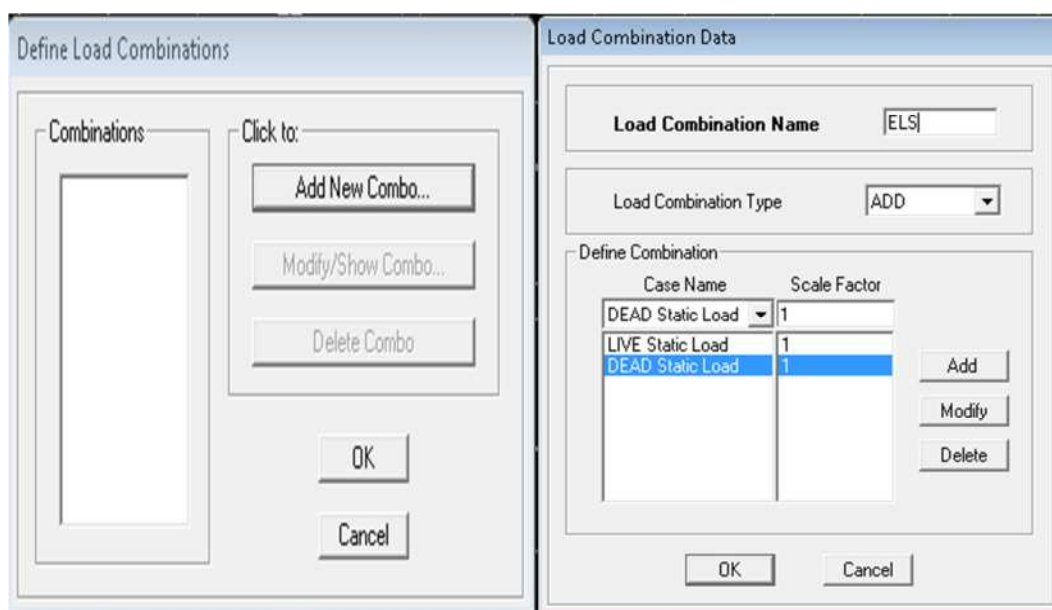 Define Load Combinations
Combinations
Click to:
Add New Combo...
Modify/Show Combo...
Delete Combo
OK
Cancel
Load Combination Data
Load Combination Name ELS
Load Combination Type ADD
Define Combination
Case Name Scale Factor
DEAD Static Load 1
LIVE Static Load 1
DEAD Static Load 1
Add
Modify
Delete
OK Cancel